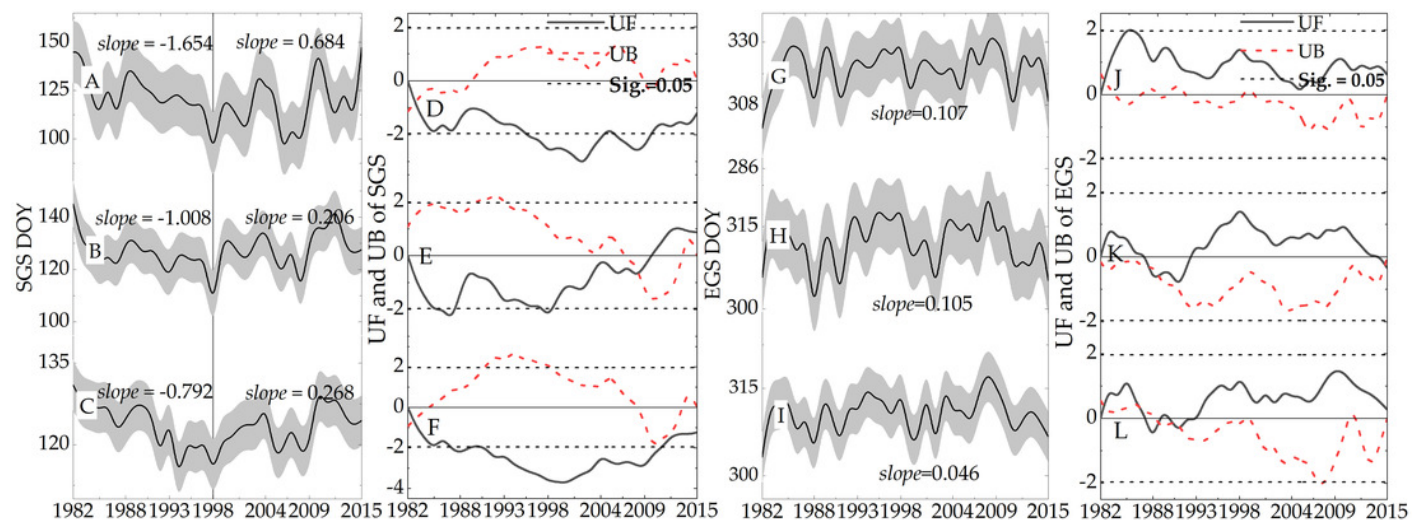 SGS DOY
150
125
100
140
120
100
135
120
slope = -1.654
slope = 0.684
A
slope = -1.008
slope = 0.206
B
slope = -0.792
slope = 0.268
C
1982 1988 1993 1998 2004 2009 2015
UF and UB of SGS
2
0
-2
2
0
-2
2
0
-2
-4
UF
UB
Sig.=0.05
D
E
F
1982 1988 1993 1998 2004 2009 2015
EGS DOY
330
308
286
315
300
315
300
G
slope=0.107
H
slope=0.105
I
slope=0.046
1982 1988 1993 1998 2004 2009 2015
UF and UB of EGS
2
0
-2
2
0
-2
2
0
-2
UF
UB
Sig. = 0.05
J
K
L
1982 1988 1993 1998 2004 2009 2015